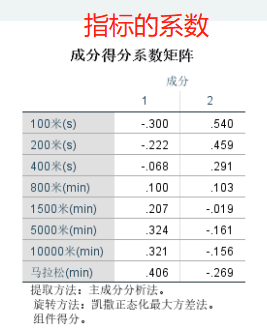 指标的系数
成分得分系数矩阵
成分
1 2
100米(s) -.300 .540
200米(s) -.222 .459
400米(s) -.068 .291
800米(min) .100 .103
1500米(min) .207 -.019
5000米(min) .324 -.161
10000米(min) .321 -.156
马拉松(min) .406 -.269
提取方法：主成分分析法。
旋转方法：凯撒正态化最大方差法。
组件得分。